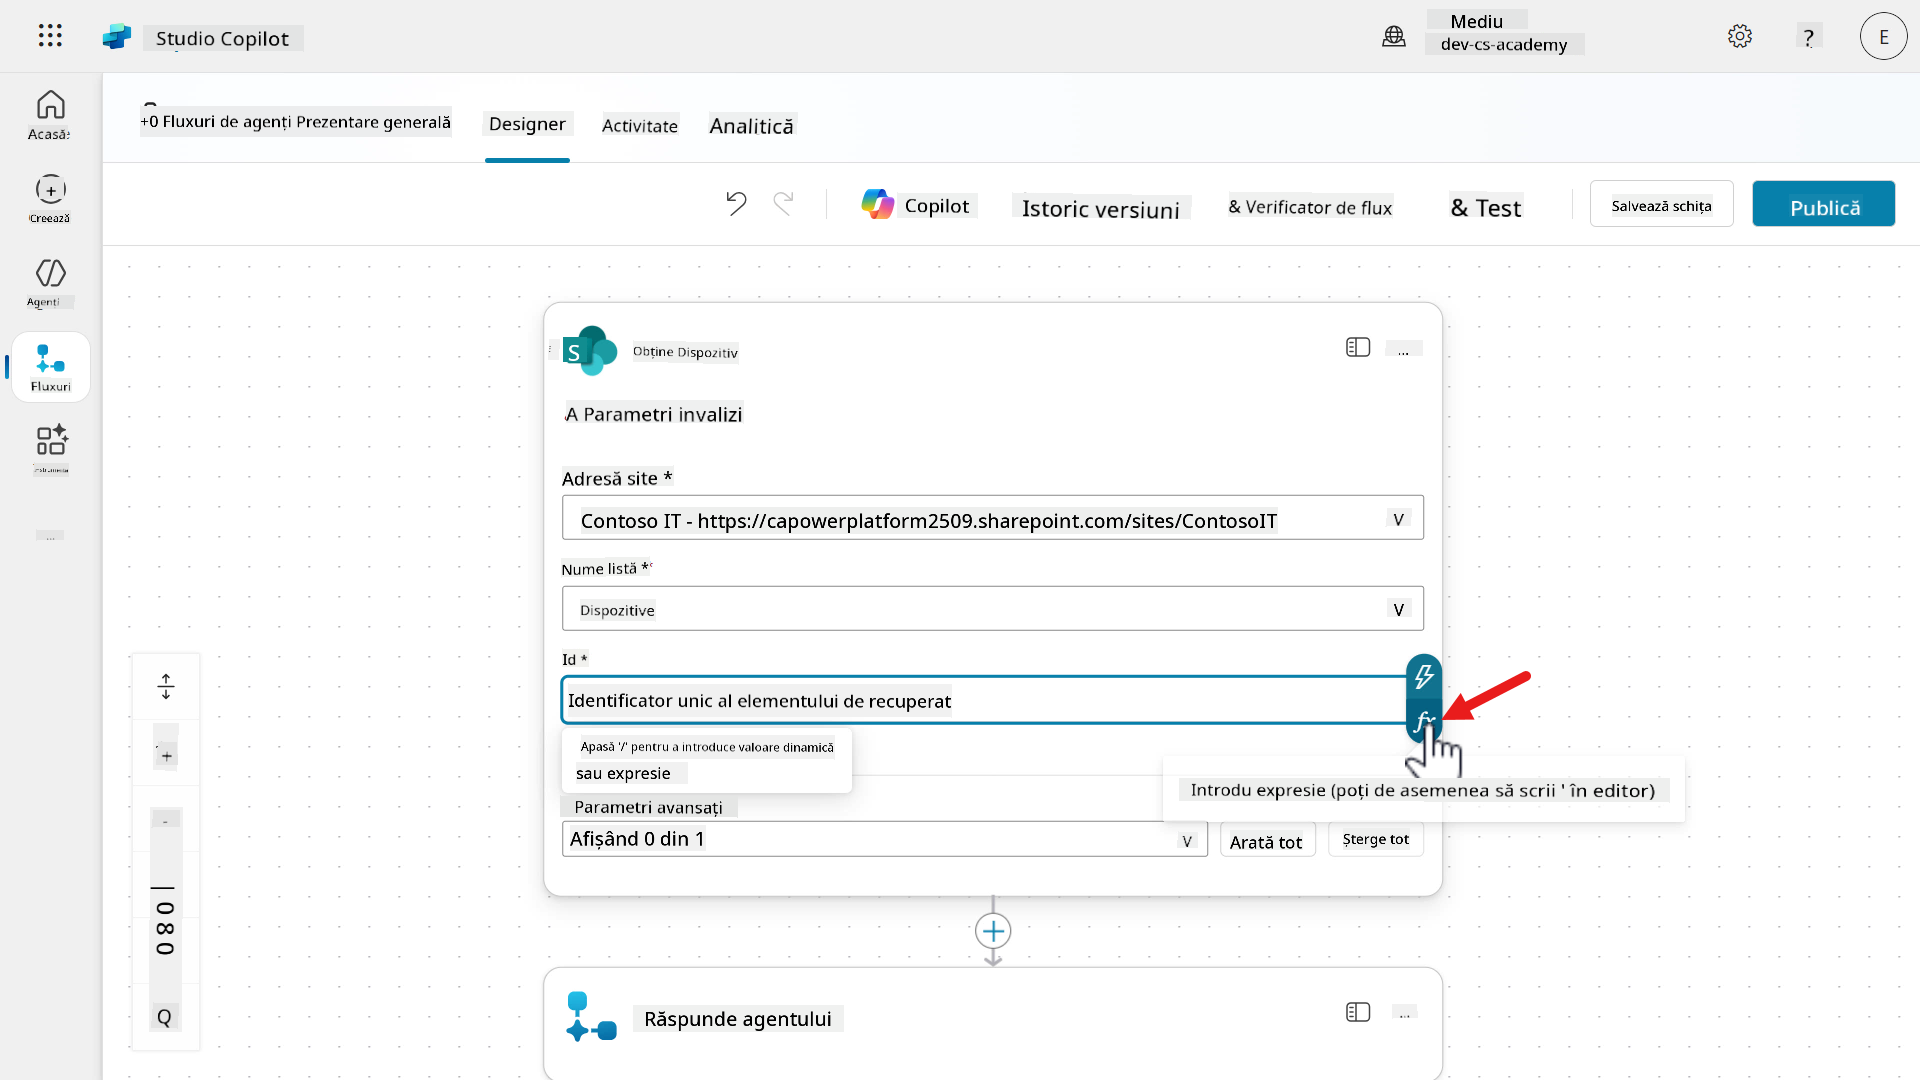 Studio Copilot
Mediu
dev-cs-academy
?
E
Acasă
Creează
Agenți
Fluxuri
...
+0 Fluxuri de agenți Prezentare generală
Designer
Activitate
Analitică
Copilot
Istoric versiuni
& Verificator de flux
& Test
Salvează schița
Publică
S
Obține Dispozitiv
...
A Parametri invalizi
Adresă site *
Contoso IT - https://capowerplatform2509.sharepoint.com/sites/ContosoIT
V
Nume listă *
Dispozitive
V
Id *
Identificator unic al elementului de recuperat
fx
Apasă '/' pentru a introduce valoare dinamică
sau expresie
Introdu expresie (poți de asemenea să scrii ' în editor)
Parametri avansați
Afișând 0 din 1
V
Arată tot
Șterge tot
+
-
| 080
Q
Răspunde agentului
...